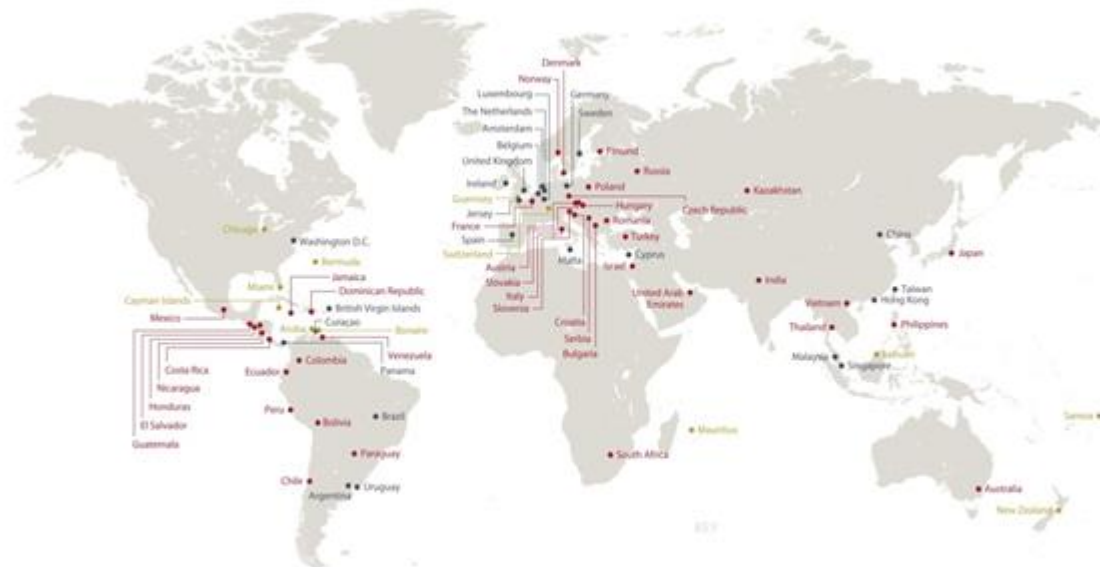 Denmark
Norway
Luxembourg
Germany
The Netherlands
Sweden
Amsterdam
Belgium
United Kingdom
Finland
Russia
Ireland
Poland
Kazakhstan
Guernsey
Hungary
Czech Republic
Jersey
Romania
France
Chicago
Washington D.C.
Spain
Turkey
China
Switzerland
Japan
Malta
Cyprus
Bermuda
Austria
Israel
Jamaica
Slovakia
India
Miami
Dominican Republic
Italy
United Arab
Emirates
Taiwan
Cayman Islands
Hong Kong
Slovenia
British Virgin Islands
Vietnam
Mexico
Curaçao
Croatia
Thailand
Philippines
Aruba
Bonaire
Serbia
Venezuela
Bulgaria
Malaysia
Colombia
Singapore
Costa Rica
Ecuador
Panama
Nicaragua
Honduras
Peru
Brazil
Samoa
El Salvador
Bolivia
Mauritius
Guatemala
Paraguay
South Africa
Chile
Uruguay
Argentina
Australia
New Zealand